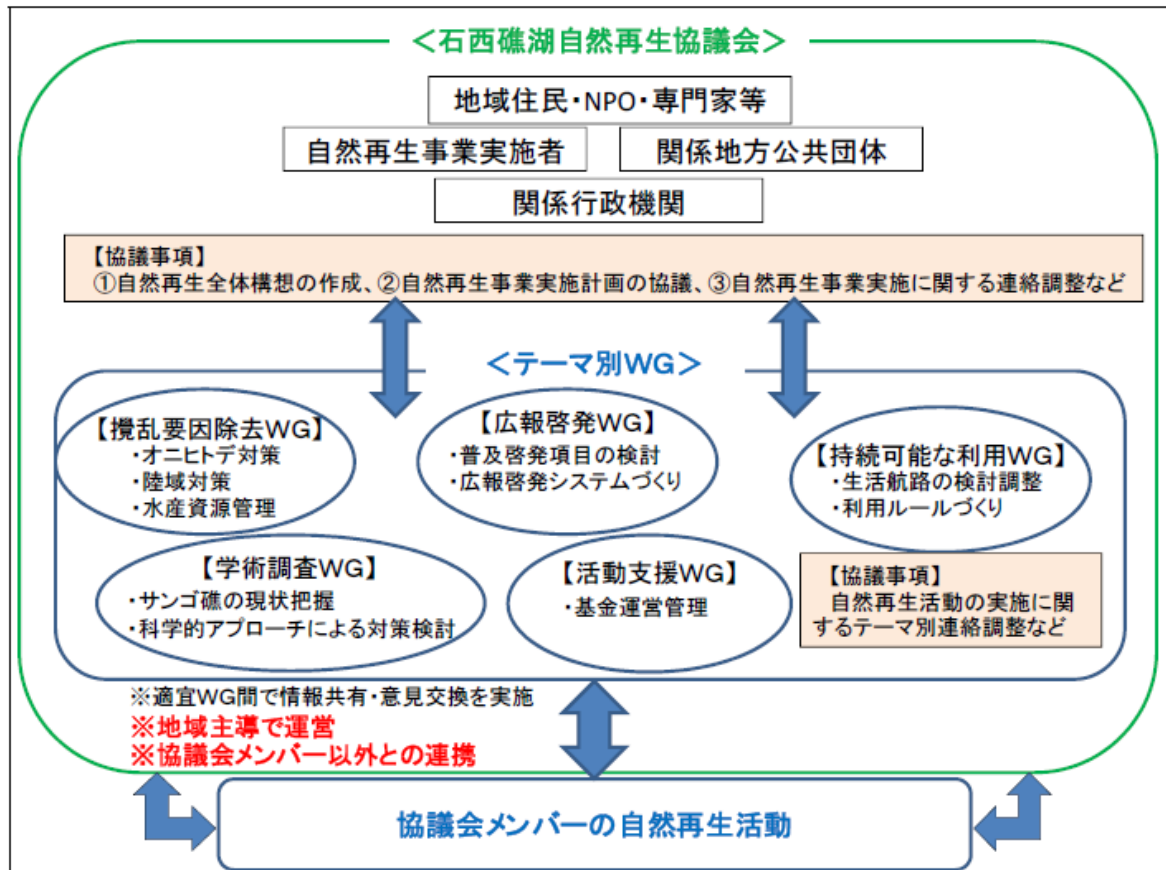 ＜石西礁湖自然再生協議会＞
地域住民・NPO・専門家等
自然再生事業実施者
関係地方公共団体
関係行政機関
【協議事項】
①自然再生全体構想の作成、②自然再生事業実施計画の協議、③自然再生事業実施に関する連絡調整など
＜テーマ別WG＞
【攪乱要因除去WG】
・オニヒトデ対策
・陸域対策
・水産資源管理
【広報啓発WG】
・普及啓発項目の検討
・広報啓発システムづくり
【持続可能な利用WG】
・生活航路の検討調整
・利用ルールづくり
【学術調査WG】
・サンゴ礁の現状把握
・科学的アプローチによる対策検討
【活動支援WG】
・基金運営管理
【協議事項】
自然再生活動の実施に関
するテーマ別連絡調整など
※適宜WG間で情報共有・意見交換を実施
※地域主導で運営
※協議会メンバー以外との連携
協議会メンバーの自然再生活動